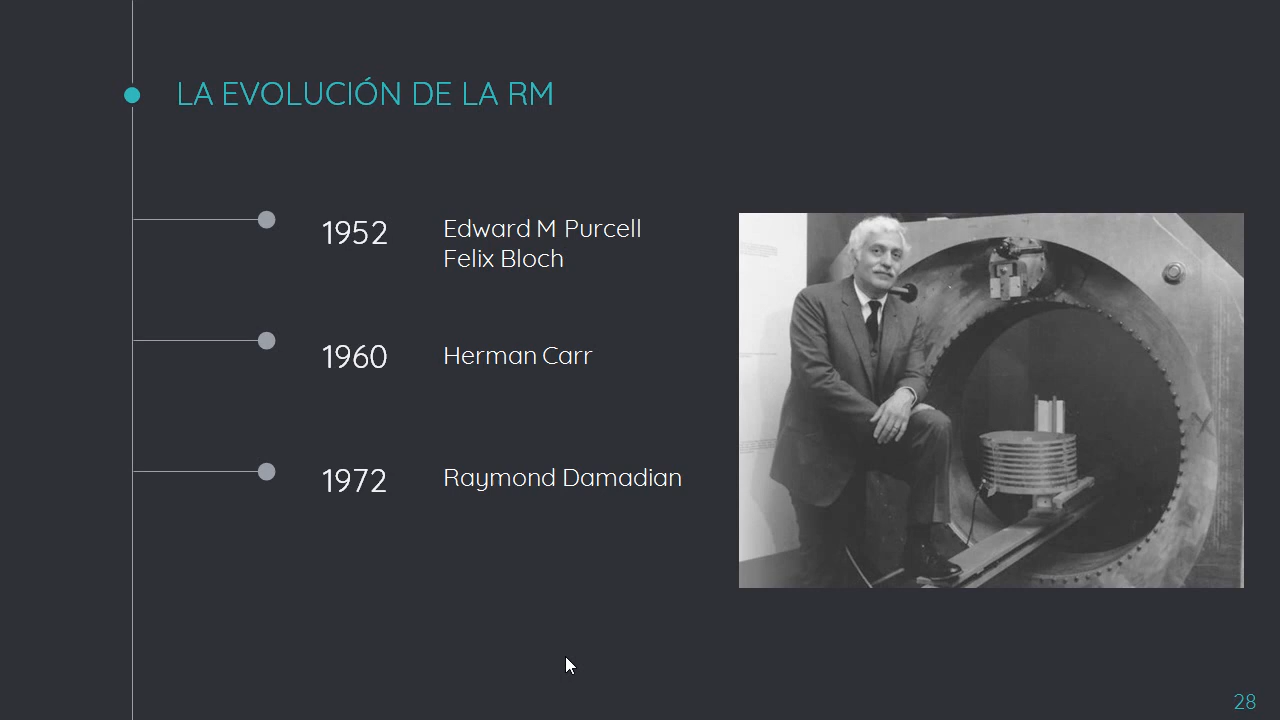 LA EVOLUCIÓN DE LA RM
1952
Edward M Purcell
Felix Bloch
1960
Herman Carr
1972
Raymond Damadian
28